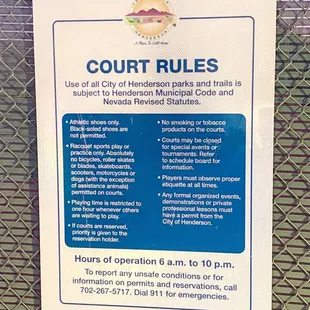 HENDERSON
A Place To Call Home
COURT RULES
Use of all City of Henderson parks and trails is
subject to Henderson Municipal Code and
Nevada Revised Statutes.
• Athletic shoes only.
Black-soled shoes are
not permitted.
• Racquet sports play or
practice only. Absolutely
no bicycles, roller skates
or blades, skateboards,
scooters, motorcycles or
dogs (with the exception
of assistance animals)
permitted on courts.
• Playing time is restricted to
one hour whenever others
are waiting to play.
• If courts are reserved,
priority is given to the
reservation holder.
• No smoking or tobacco
products on the courts.
• Courts may be closed
for special events or
tournaments. Refer
to schedule board for
information.
• Players must observe proper
etiquette at all times.
• Any formal organized events,
demonstrations or private
professional lessons must
have a permit from the City
of Henderson.
Hours of operation 6 a.m. to 10 p.m.
To report any unsafe conditions or for
information on permits and reservations, call
702-267-5717. Dial 911 for emergencies.